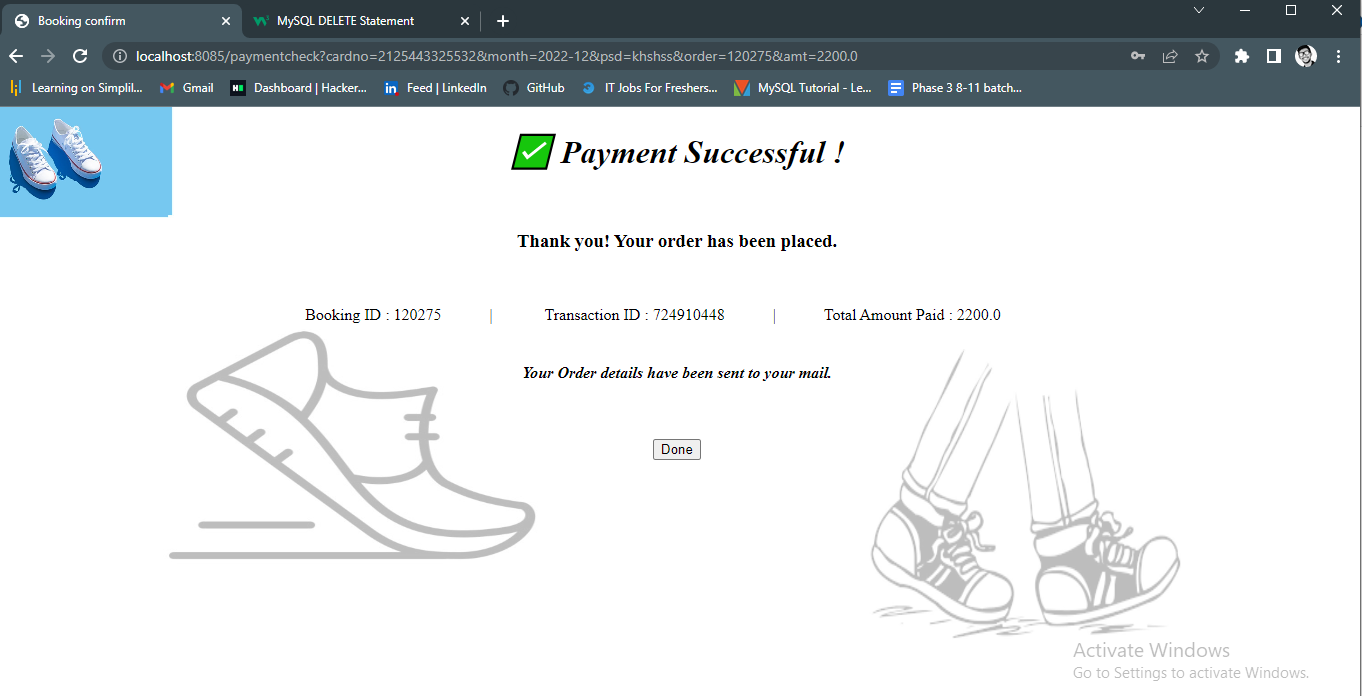 Booking confirm
MySQL DELETE Statement
localhost:8085/paymentcheck?cardno=2125443325532&month=2022-12&psd=khshss&order=120275&amt=2200.0
Learning on Simplil... Gmail Dashboard | Hacker... Feed | LinkedIn GitHub IT Jobs For Freshers... MySQL Tutorial - Le... Phase 3 8-11 batch...
Payment Successful !
Thank you! Your order has been placed.
Booking ID : 120275 | Transaction ID : 724910448 | Total Amount Paid : 2200.0
Your Order details have been sent to your mail.
Done
Activate Windows
Go to Settings to activate Windows.